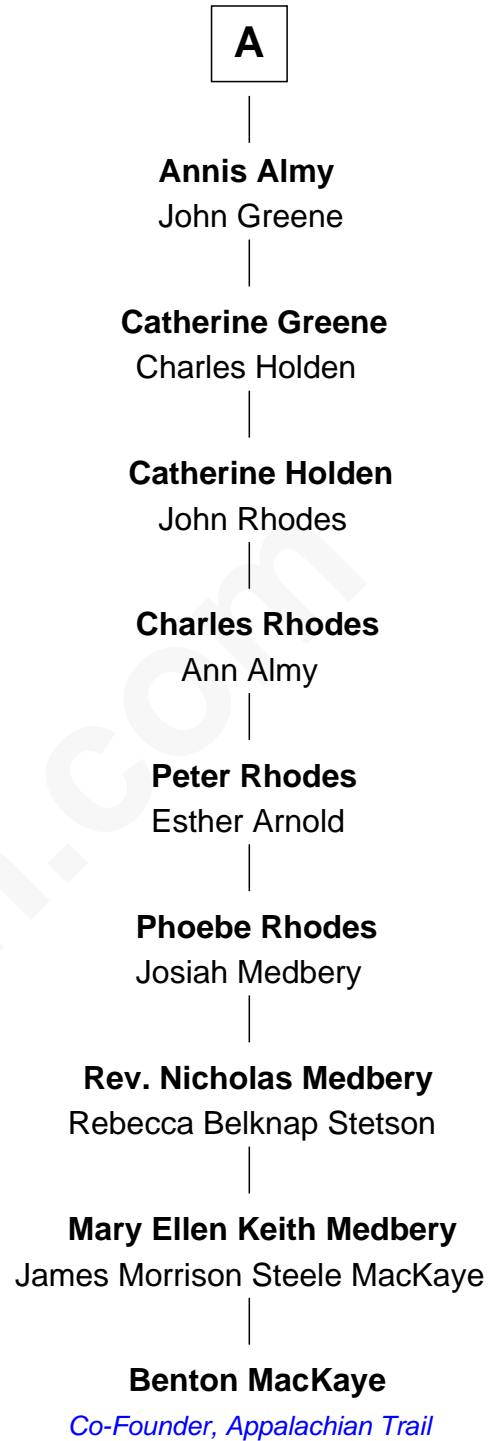 A
Annis Almy
John Greene
Catherine Greene
Charles Holden
Catherine Holden
John Rhodes
Charles Rhodes
Ann Almy
Peter Rhodes
Esther Arnold
Phoebe Rhodes
Josiah Medbery
Rev. Nicholas Medbery
Rebecca Belknap Stetson
Mary Ellen Keith Medbery
James Morrison Steele MacKaye
Benton MacKaye
Co-Founder, Appalachian Trail